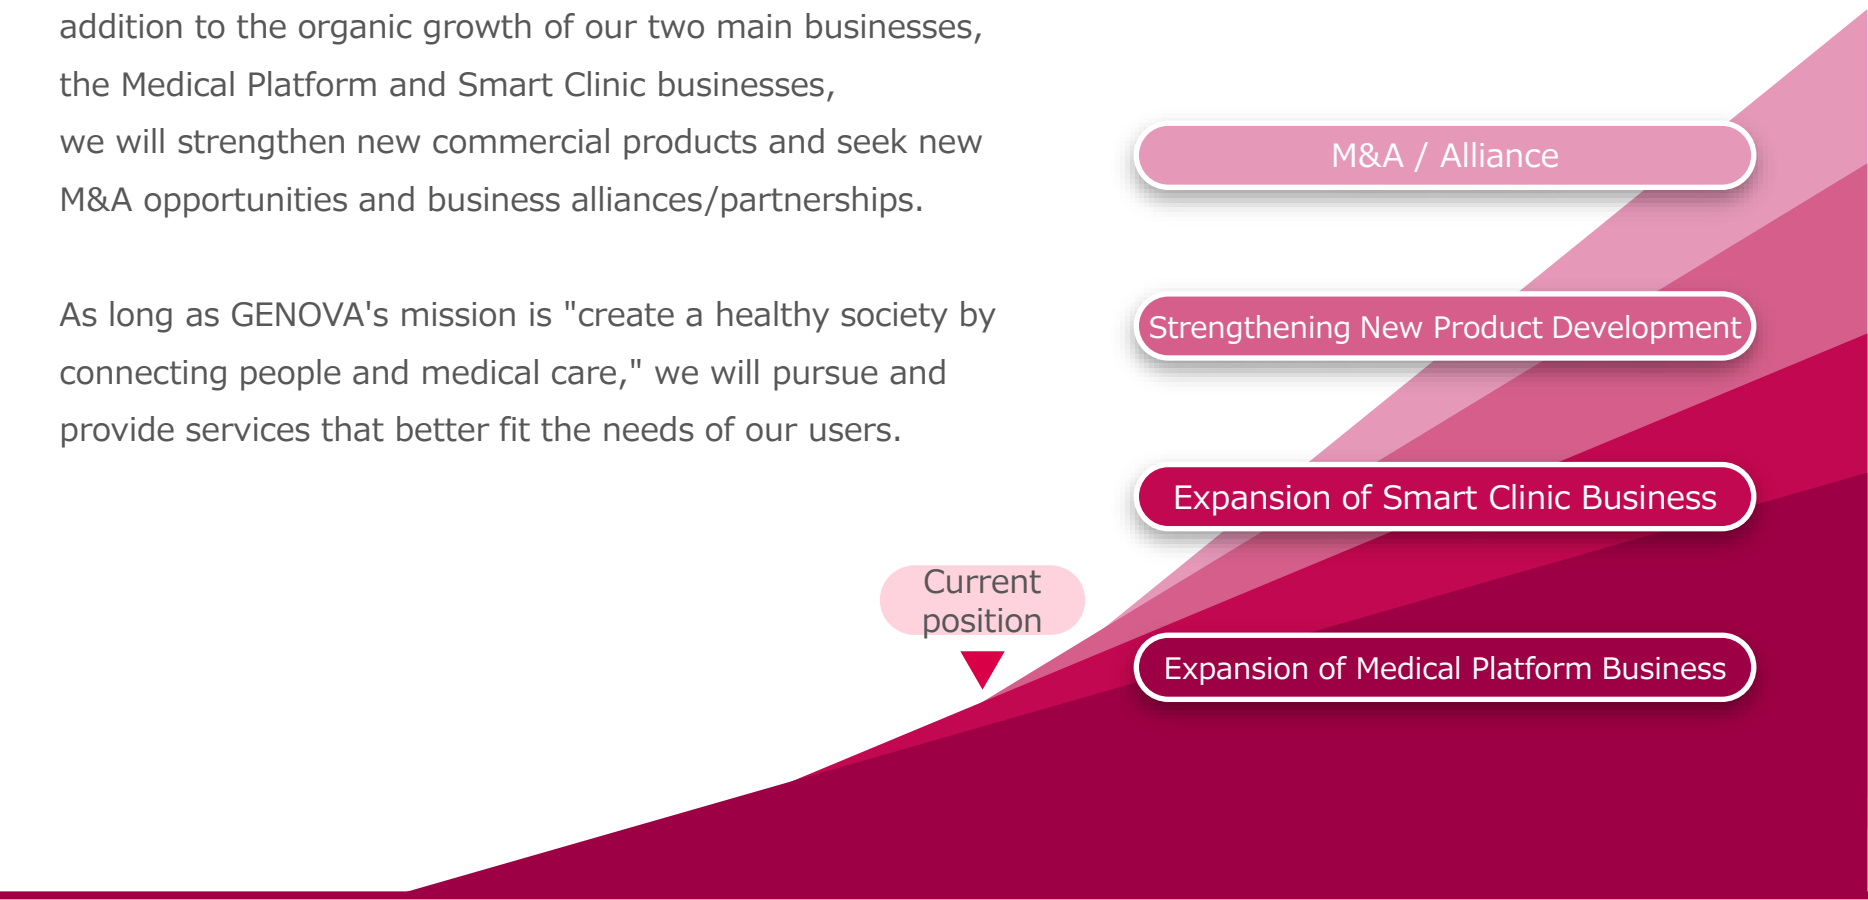 addition to the organic growth of our two main businesses,
the Medical Platform and Smart Clinic businesses,
we will strengthen new commercial products and seek new
M&A opportunities and business alliances/partnerships.
As long as GENOVA's mission is "create a healthy society by
connecting people and medical care," we will pursue and
provide services that better fit the needs of our users.
M&A / Alliance
Strengthening New Product Development
Expansion of Smart Clinic Business
Current
position
Expansion of Medical Platform Business